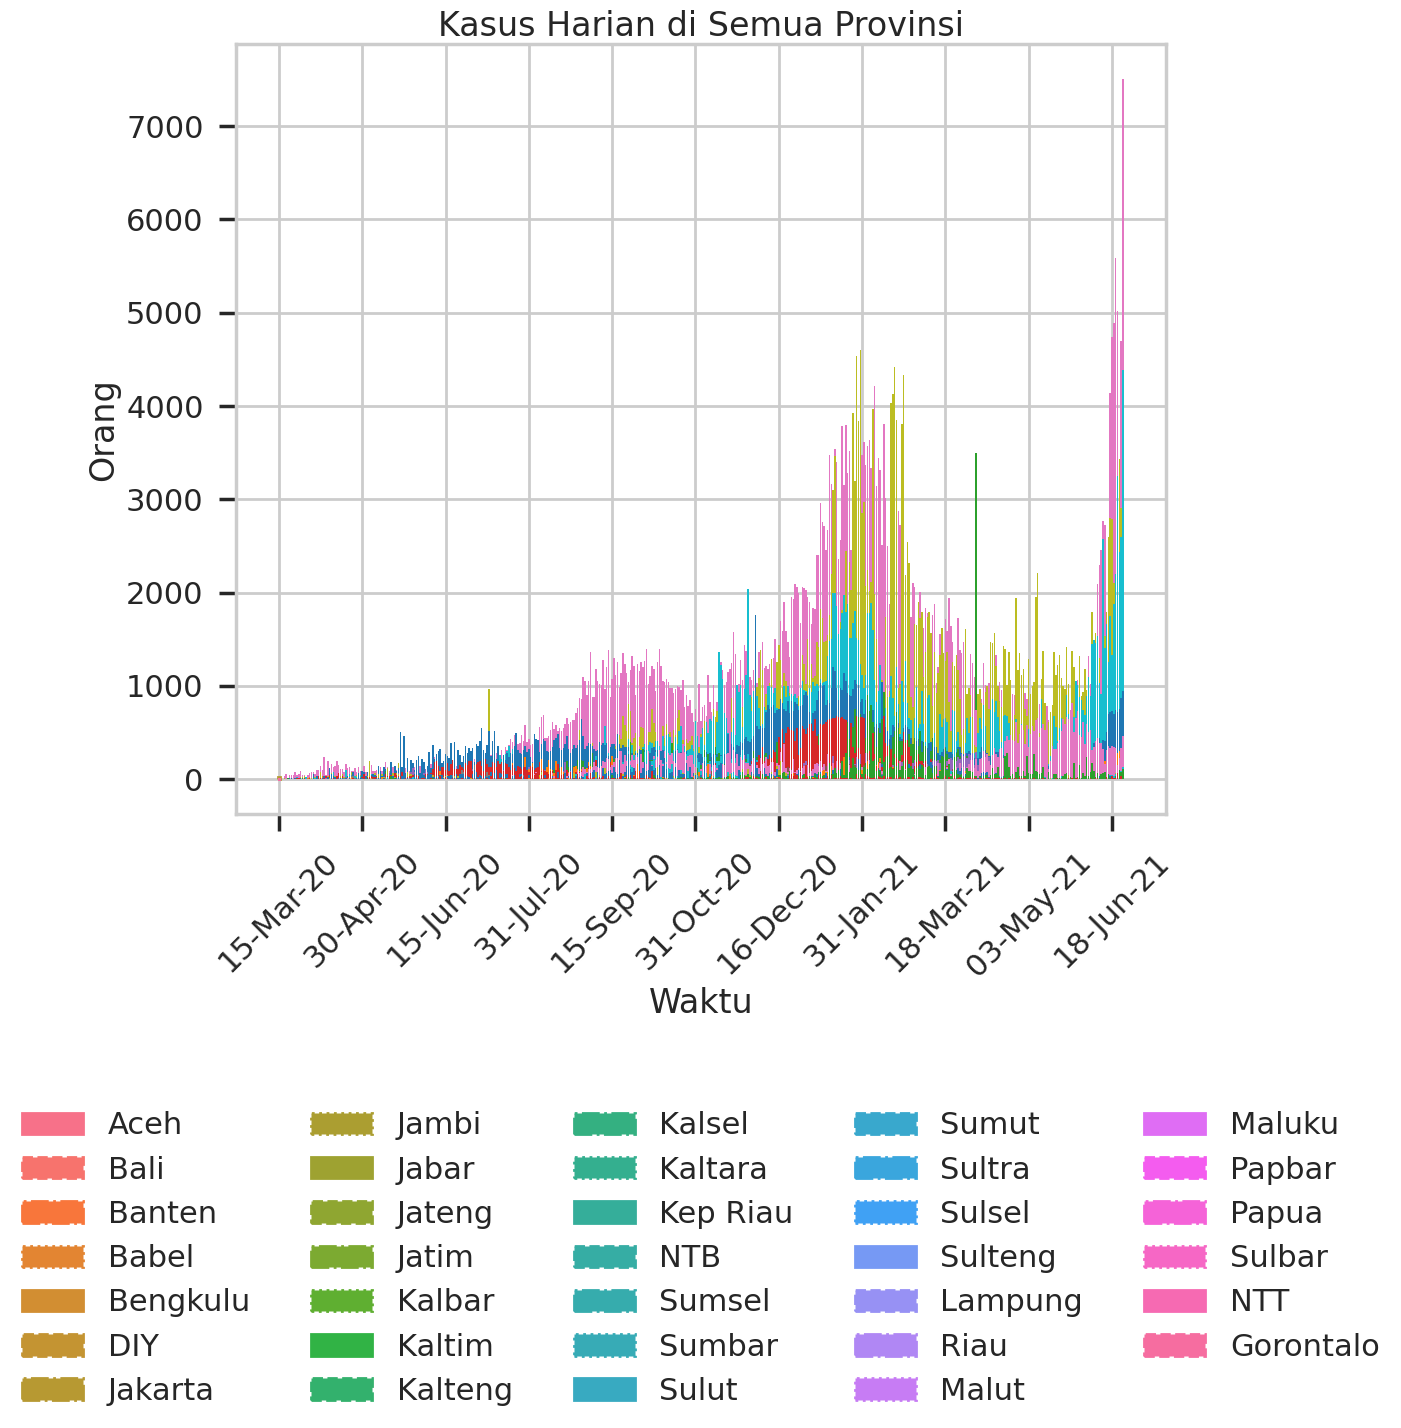 Kasus Harian di Semua Provinsi
7000
6000
5000
4000
3000
2000
1000
0
Orang
15-Mar-20
30-Apr-20
15-Jun-20
31-Jul-20
15-Sep-20
31-Oct-20
16-Dec-20
31-Jan-21
18-Mar-21
03-May-21
18-Jun-21
Waktu
Aceh
Bali
Banten
Babel
Bengkulu
DIY
Jakarta
Jambi
Jabar
Jateng
Jatim
Kalbar
Kaltim
Kalteng
Kalsel
Kaltara
Kep Riau
NTB
Sumsel
Sumbar
Sulut
Sumut
Sultra
Sulsel
Sulteng
Lampung
Riau
Malut
Maluku
Papbar
Papua
Sulbar
NTT
Gorontalo